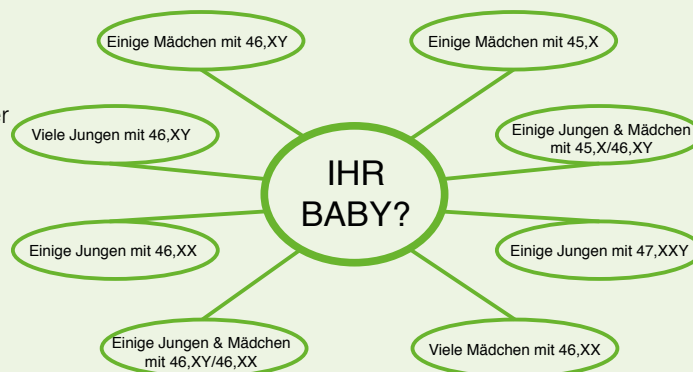 Einige Mädchen mit 46,XY
Einige Mädchen mit 45,X
er
Viele Jungen mit 46,XY
Einige Jungen & Mädchen
mit 45,X/46,XY
IHR
BABY?
Einige Jungen mit 46,XX
Einige Jungen mit 47,XXY
Einige Jungen & Mädchen
mit 46,XY/46,XX
Viele Mädchen mit 46,XX